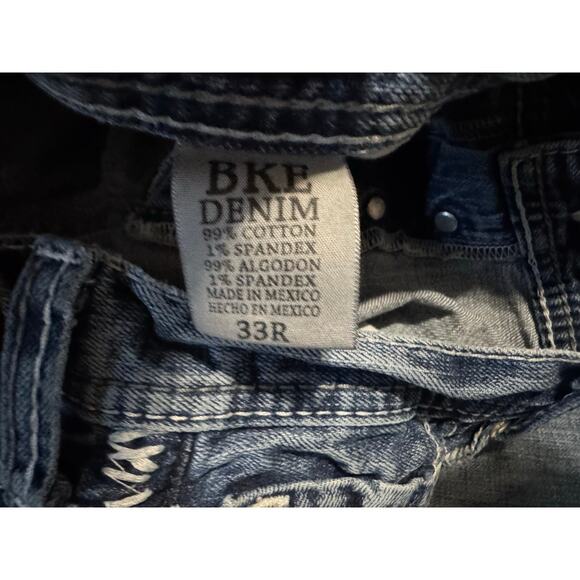 BKE
DENIM
99% COTTON
1% SPANDEX
99% ALGODON
1% SPANDEX
MADE IN MEXICO
HECHO EN MEXICO
33R